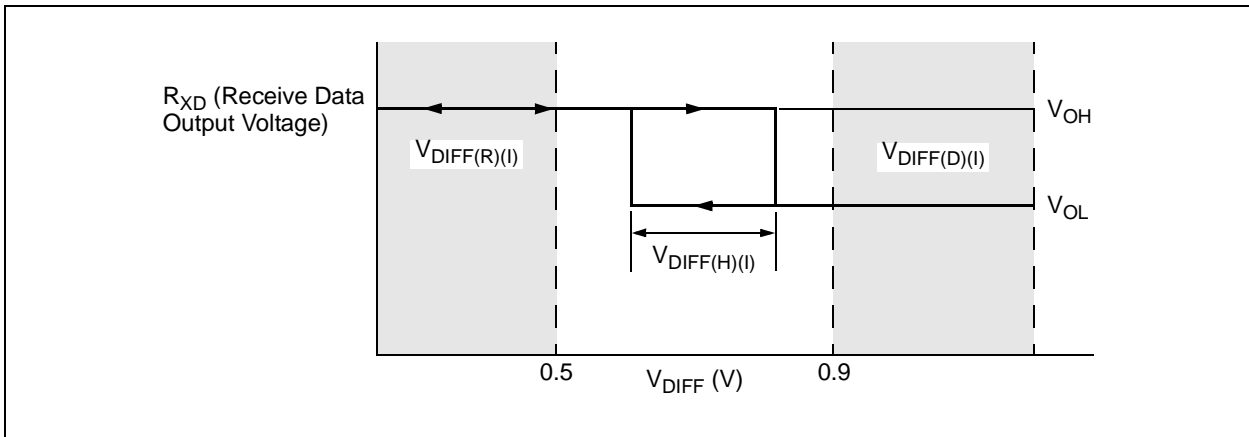 RXD (Receive Data
Output Voltage)
VOH
VDIFF(R)(I)
VDIFF(D)(I)
VOL
VDIFF(H)(I)
0.5
VDIFF (V)
0.9